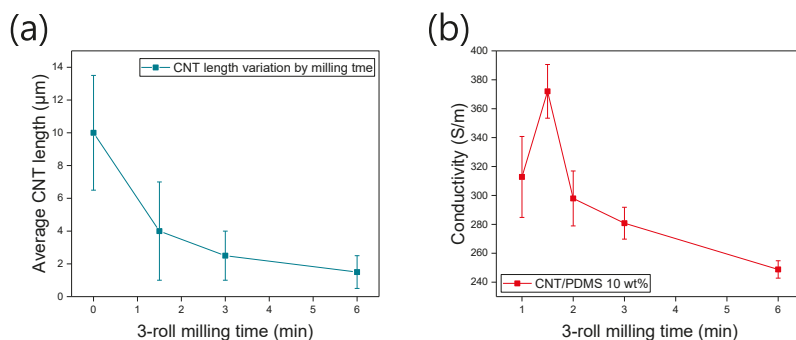 (a)
CNT length variation by milling tme
Average CNT length (μm)
14
12
10
8
6
4
2
0
0 1 2 3 4 5 6
3-roll milling time (min)
(b)
Conductivity (S/m)
400
380
360
340
320
300
280
260
240
CNT/PDMS 10 wt%
1 2 3 4 5 6
3-roll milling time (min)